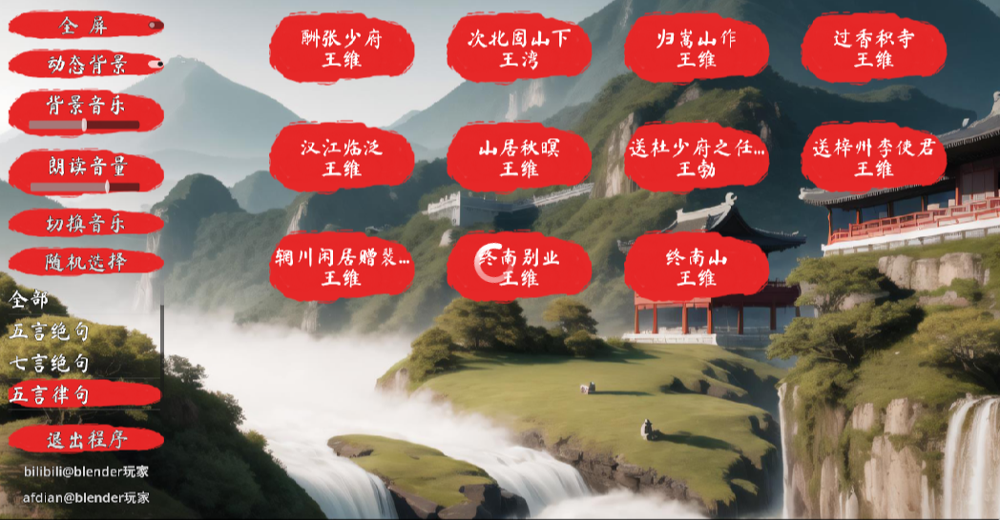 全屏
动态背景
背景音乐
朗读音量
切换音乐
随机选择
全部
五言绝句
七言绝句
五言律句
退出程序
bilibili@blender玩家
afdian@blender玩家
酬张少府
王维
次北固山下
王湾
归嵩山作
王维
过香积寺
王维
汉江临泛
王维
山居秋暝
王维
送杜少府之任...
王勃
送梓州李使君
王维
辋川闲居赠裴...
王维
终南别业
王维
终南山
王维